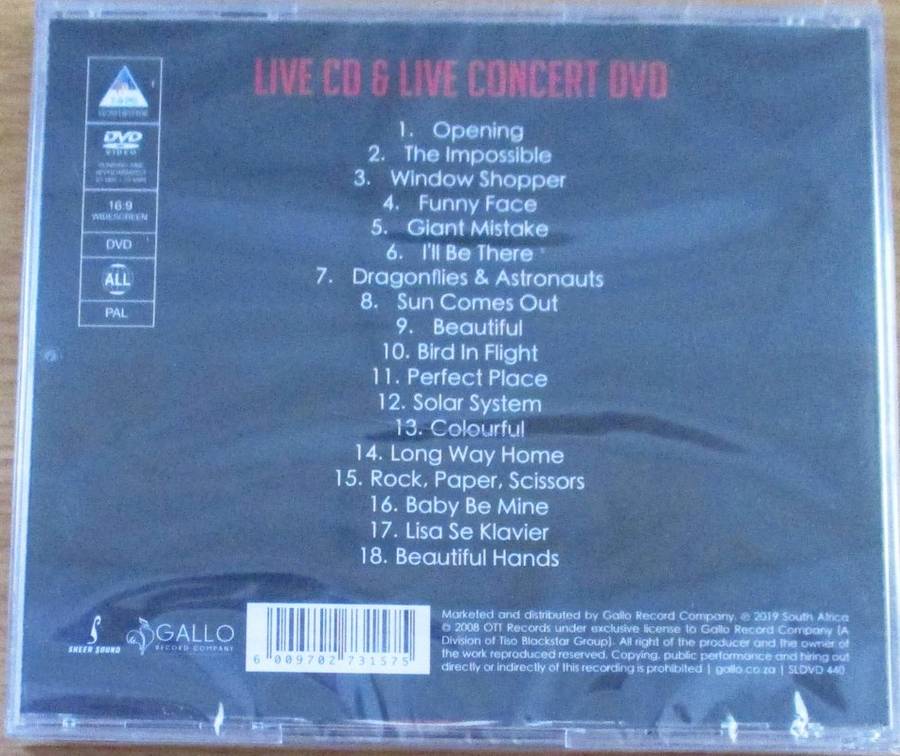 LIVE CD & LIVE CONCERT DVD
1. Opening
2. The Impossible
3. Window Shopper
4. Funny Face
5. Giant Mistake
6. I'll Be There
7. Dragonflies & Astronauts
8. Sun Comes Out
9. Beautiful
10. Bird In Flight
11. Perfect Place
12. Solar System
13. Colourful
14. Long Way Home
15. Rock, Paper, Scissors
16. Baby Be Mine
17. Lisa Se Klavier
18. Beautiful Hands
DVD
VIDEO
16:9
WIDESCREEN
DVD
ALL
PAL
SHEER SOUND
GALLO
RECORD COMPANY
6 009702 731575
Marketed and distributed by Gallo Record Company. ℗ 2019 South Africa
© 2008 OTT Records under exclusive license to Gallo Record Company (A
Division of Tiso Blackstar Group). All right of the producer and the owner of
the work reproduced reserved. Copying, public performance and hiring out
directly or indirectly of this recording is prohibited | gallo.co.za | SLDVD 440